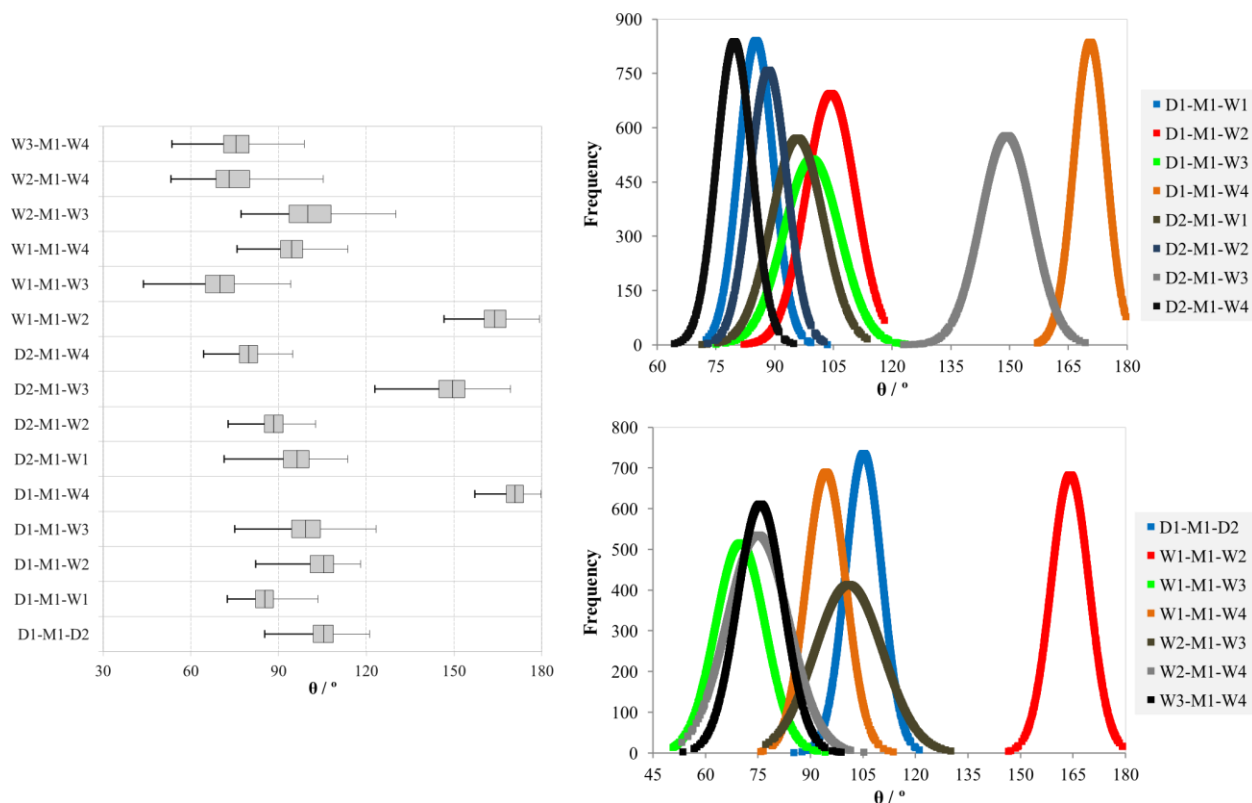 W3-M1-W4
W2-M1-W4
W2-M1-W3
W1-M1-W4
W1-M1-W3
W1-M1-W2
D2-M1-W4
D2-M1-W3
D2-M1-W2
D2-M1-W1
D1-M1-W4
D1-M1-W3
D1-M1-W2
D1-M1-W1
D1-M1-D2
30 60 90 120 150 180
θ / º
900
750
600
450
300
150
0
Frequency
60 75 90 105 120 135 150 165 180
θ / º
D1-M1-W1
D1-M1-W2
D1-M1-W3
D1-M1-W4
D2-M1-W1
D2-M1-W2
D2-M1-W3
D2-M1-W4
800
700
600
500
400
300
200
100
0
Frequency
45 60 75 90 105 120 135 150 165 180
θ / º
D1-M1-D2
W1-M1-W2
W1-M1-W3
W1-M1-W4
W2-M1-W3
W2-M1-W4
W3-M1-W4